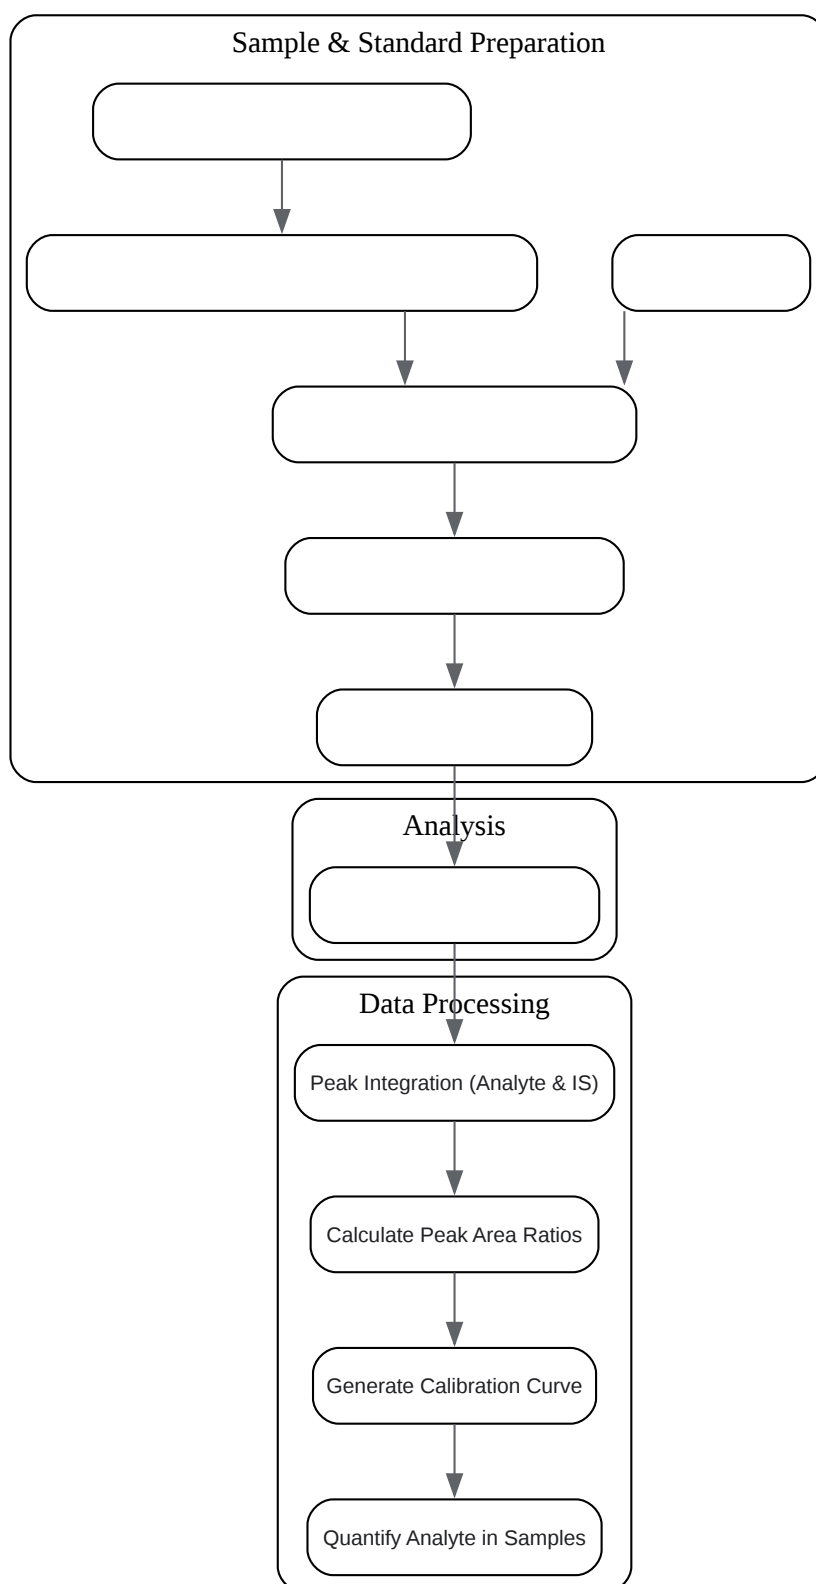 Sample & Standard Preparation
Analysis
Data Processing
Peak Integration (Analyte & IS)
Calculate Peak Area Ratios
Generate Calibration Curve
Quantify Analyte in Samples